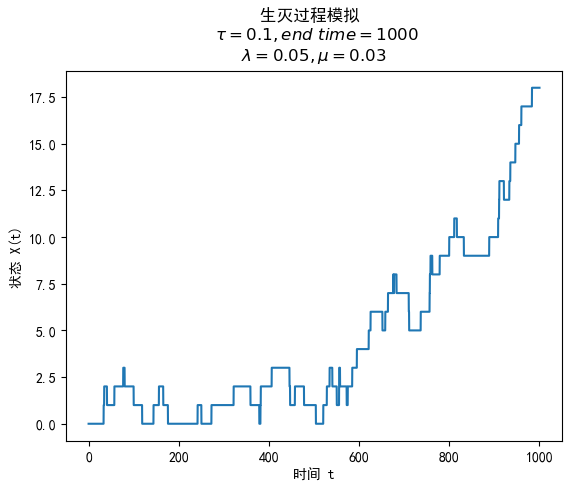 生灭过程模拟
τ = 0.1, end time = 1000
λ = 0.05, μ = 0.03
17.5
15.0
12.5
10.0
7.5
5.0
2.5
0.0
状态 X(t)
0 200 400 600 800 1000
时间 t